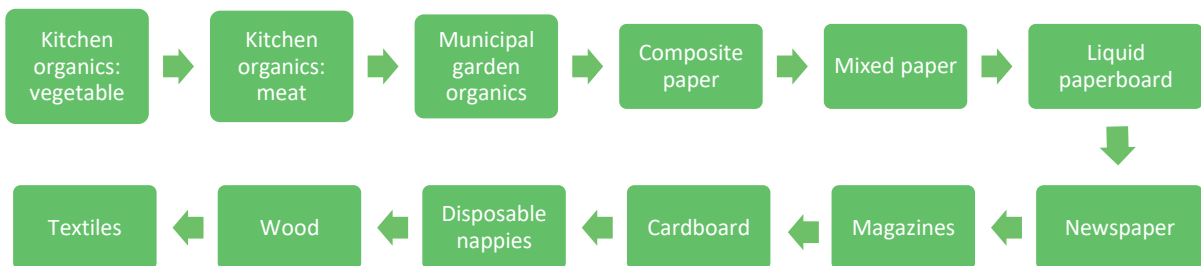 Kitchen
organics:
vegetable
Kitchen
organics:
meat
Municipal
garden
organics
Composite
paper
Mixed paper
Liquid
paperboard
Newspaper
Magazines
Cardboard
Disposable
nappies
Wood
Textiles